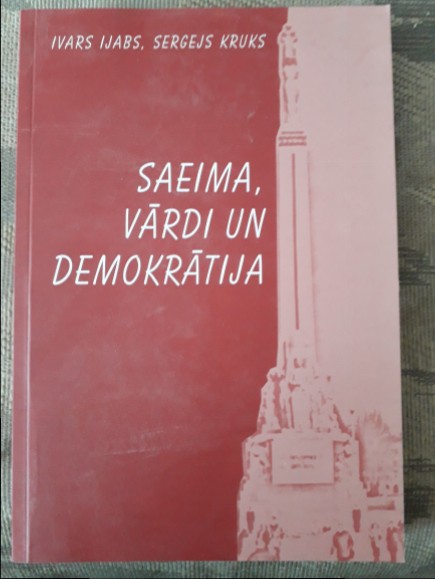 IVARS IJABS, SERGEJS KRUKS
SAEIMA,
VĀRDI UN
DEMOKRĀTIJA